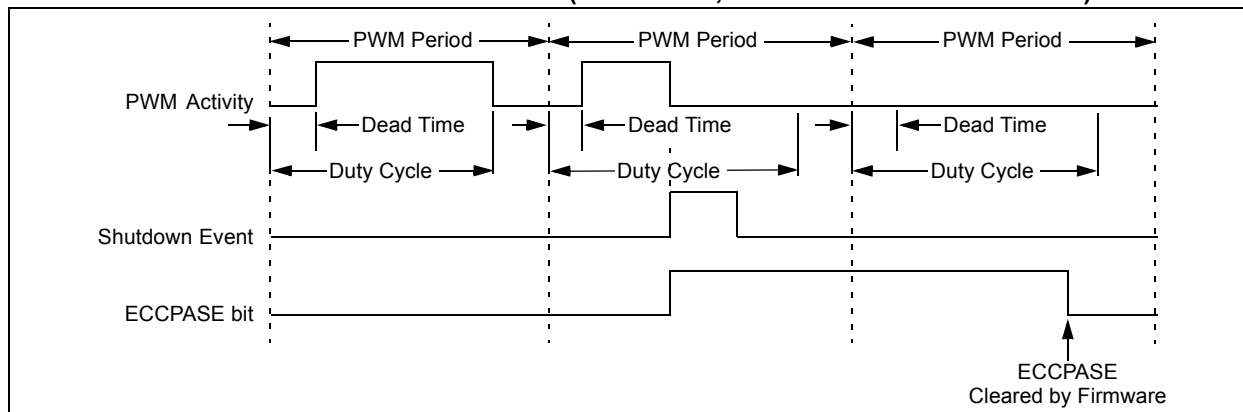 PWM Period PWM Period PWM Period
PWM Activity
Dead Time Dead Time Dead Time
Duty Cycle Duty Cycle Duty Cycle
Shutdown Event
ECCPASE bit
ECCPASE
Cleared by Firmware